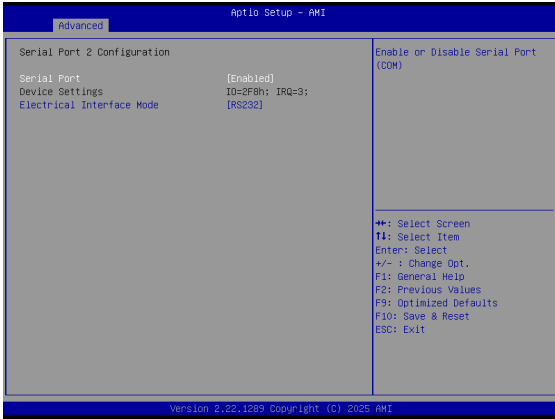 Aptio Setup - AMI
Advanced
Serial Port 2 Configuration
Serial Port [Enabled]
Device Settings IO=2F8h; IRQ=3;
Electrical Interface Mode [RS232]
Enable or Disable Serial Port
(COM)
→←: Select Screen
↑↓: Select Item
Enter: Select
+/- : Change Opt.
F1: General Help
F2: Previous Values
F9: Optimized Defaults
F10: Save & Reset
ESC: Exit
Version 2.22.1289 Copyright (C) 2025 AMI